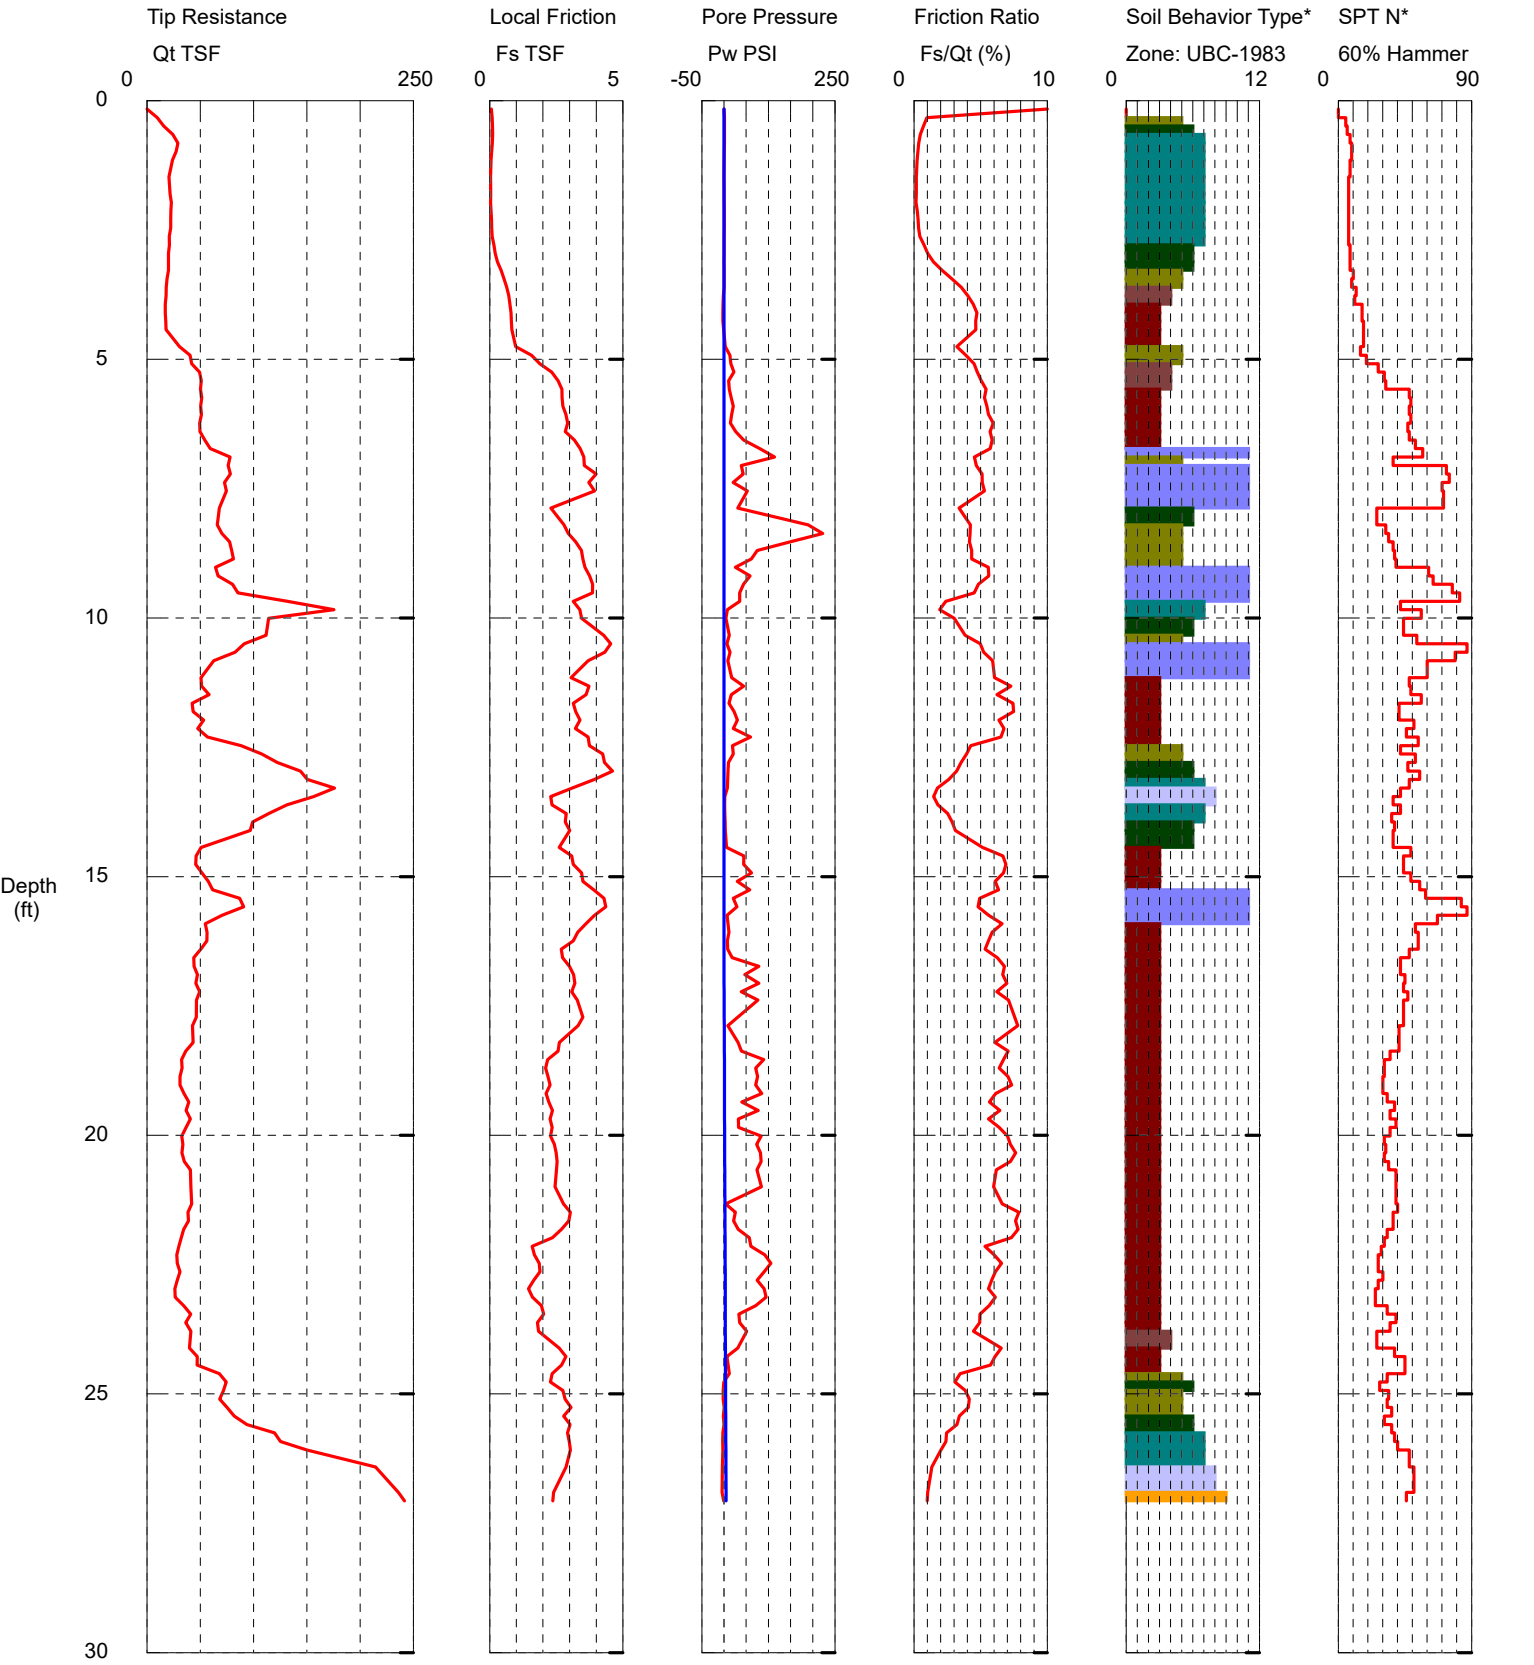 Tip Resistance Local Friction Pore Pressure Friction Ratio Soil Behavior Type* SPT N*
Qt TSF Fs TSF Pw PSI Fs/Qt (%) Zone: UBC-1983 60% Hammer
0 250 0 5 -50 250 0 10 0 12 0 90
0
5
10
15
Depth
(ft)
20
25
30